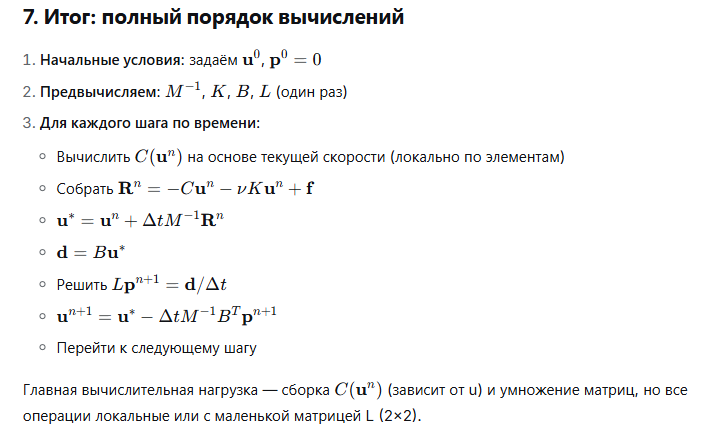 7. Итог: полный порядок вычислений
1. Начальные условия: задаём u⁰, p⁰ = 0
2. Предвычисляем: M⁻¹, K, B, L (один раз)
3. Для каждого шага по времени:
◦ Вычислить C(uⁿ) на основе текущей скорости (локально по элементам)
◦ Собрать Rⁿ = −Cuⁿ − νKuⁿ + f
◦ u* = uⁿ + ΔtM⁻¹Rⁿ
◦ d = Bu*
◦ Решить Lpⁿ⁺¹ = d/Δt
◦ uⁿ⁺¹ = u* − ΔtM⁻¹Bᵀpⁿ⁺¹
◦ Перейти к следующему шагу
Главная вычислительная нагрузка — сборка C(uⁿ) (зависит от u) и умножение матриц, но все
операции локальные или с маленькой матрицей L (2×2).